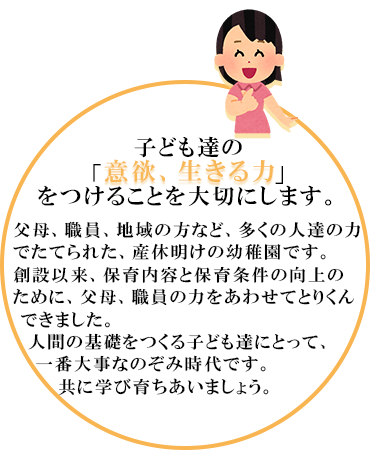 子ども達の
「意欲、生きる力」
をつけることを大切にします。
父母、職員、地域の方など、多くの人達の力
でたてられた、産休明けの幼稚園です。
創設以来、保育内容と保育条件の向上の
ために、父母、職員の力をあわせてとりくん
できました。
人間の基礎をつくる子ども達にとって、
一番大事なのぞみ時代です。
共に学び育ちあいましょう。